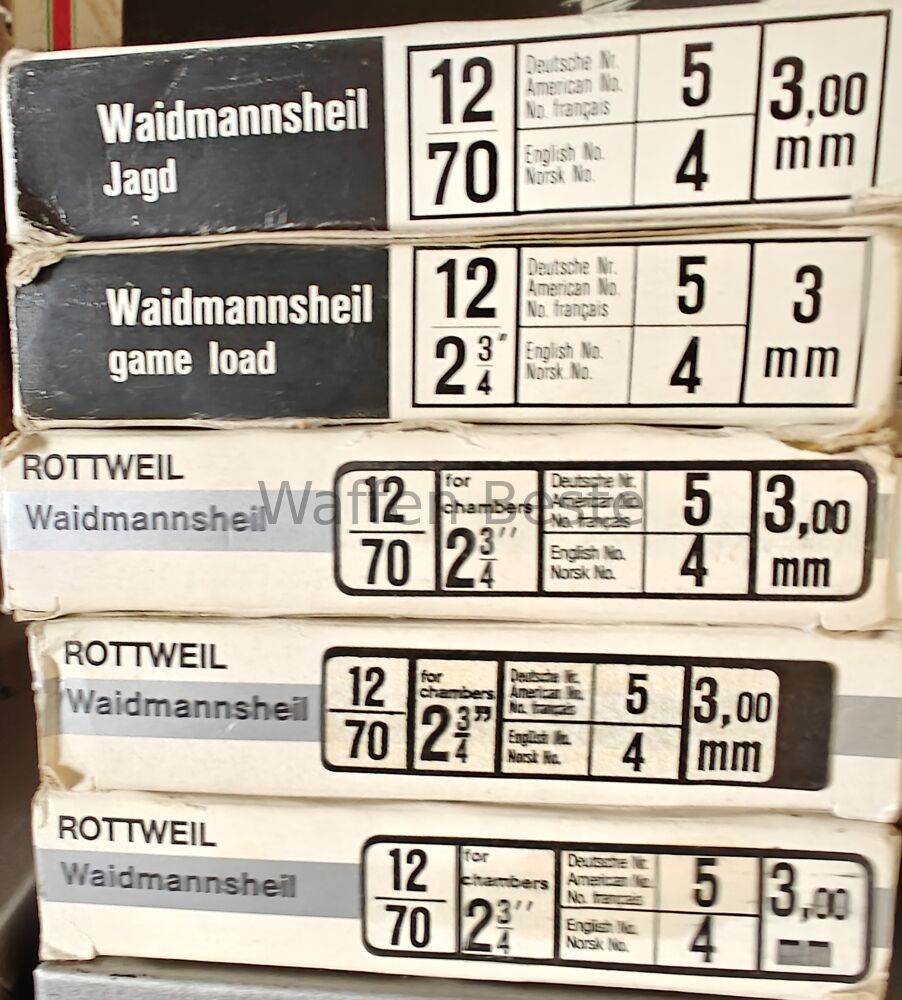 Waidmannsheil
Jagd
12
70
Deutsche Nr.
American No.
No. français
English No.
Norsk No.
5
4
3,00
mm
Waidmannsheil
game load
12
2 3/4"
Deutsche Nr.
American No.
No. français
English No.
Norsk. No.
5
4
3
mm
ROTTWEIL
Waidmannsheil
12
70
for
chambers
2 3/4''
Deutsche Nr.
American No.
No. français
English No.
Norsk No.
5
4
3,00
mm
Waffen Boste
ROTTWEIL
Waidmannsheil
12
70
for
chambers
2 3/4"
Deutsche Nr.
American No.
No. français
English No.
Norsk No.
5
4
3,00
mm
ROTTWEIL
Waidmannsheil
12
70
for
chambers
2 3/4''
Deutsche Nr.
American No.
No. français
English No.
Norsk No.
5
4
3,00